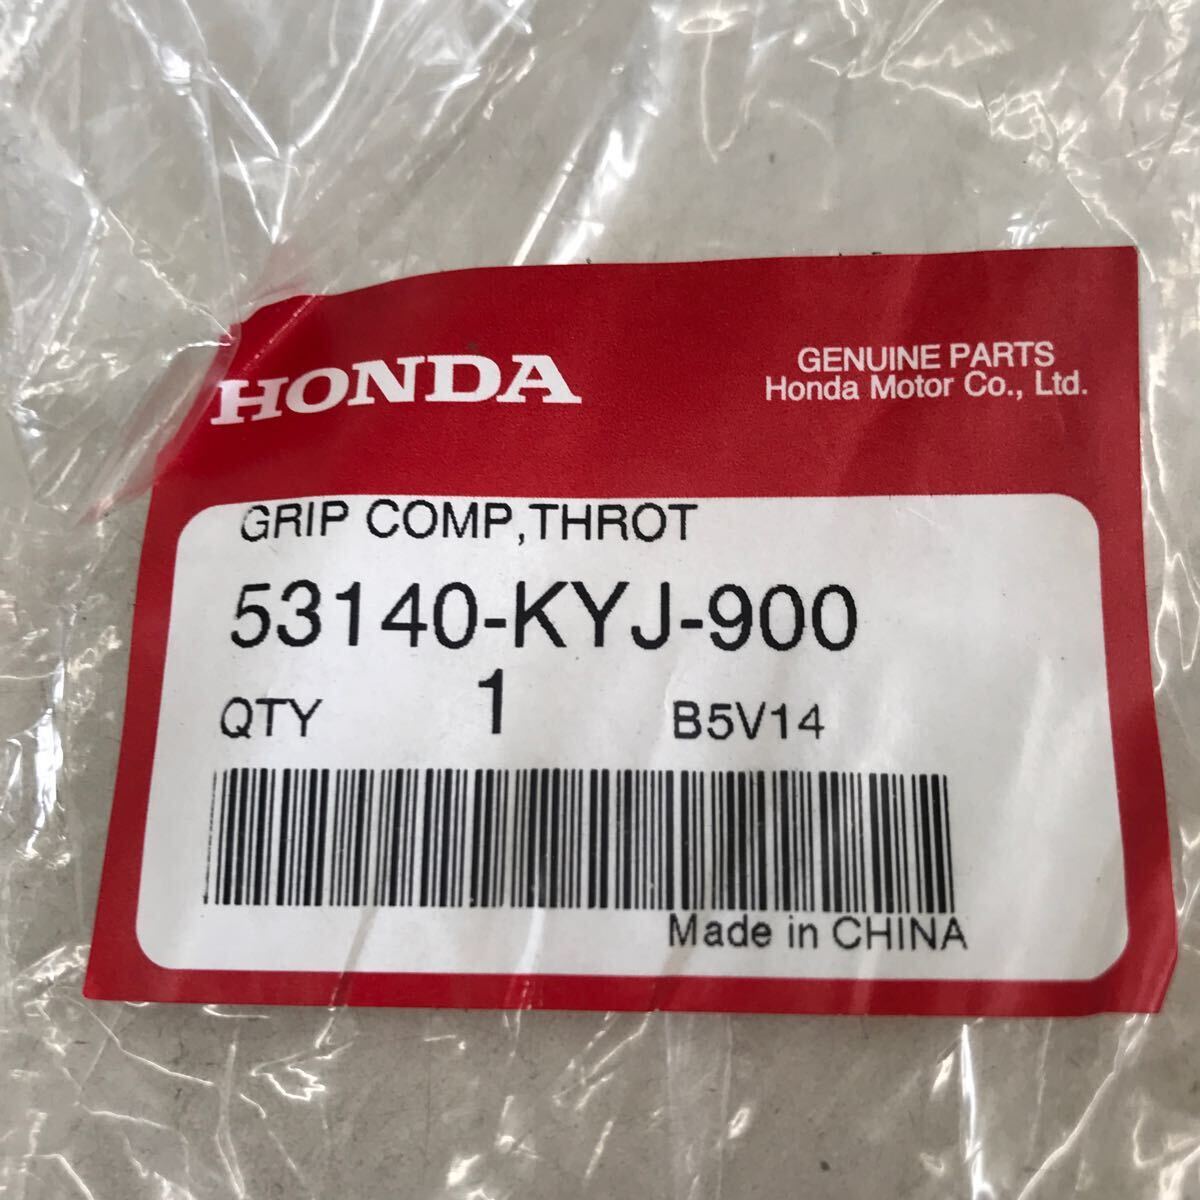 HONDA
GENUINE PARTS
Honda Motor Co., Ltd.
GRIP COMP,THROT
53140-KYJ-900
QTY 1 B5V14
Made in CHINA